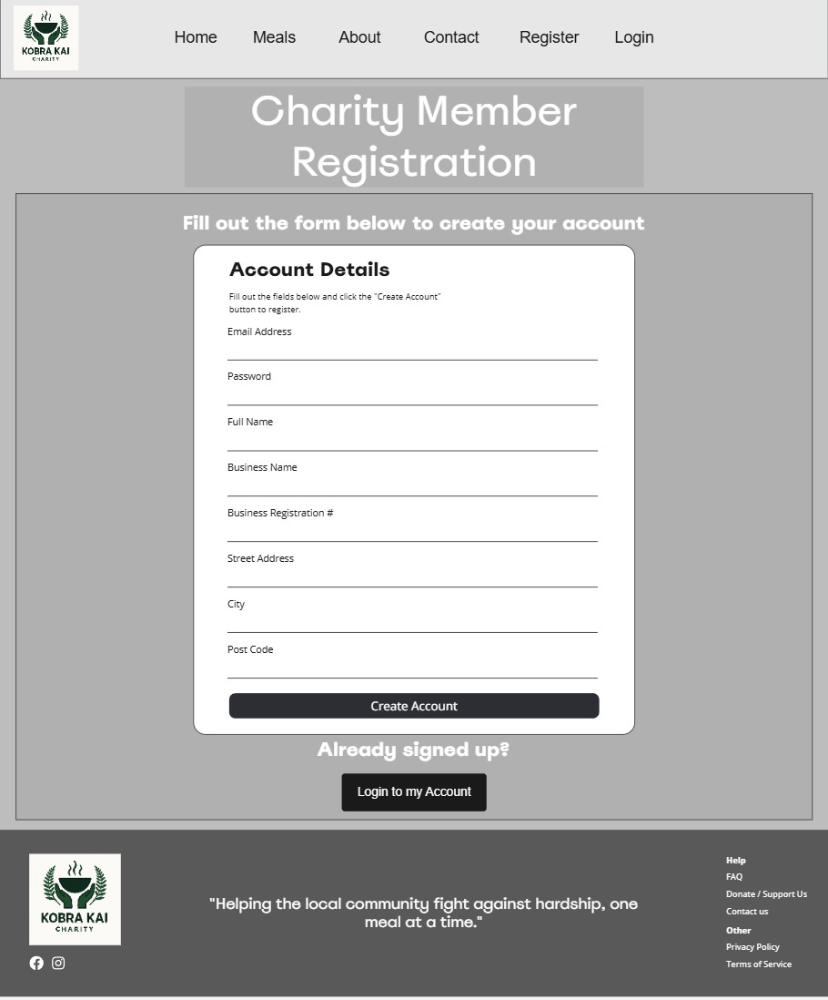 KOBRA KAI
CHARITY
Home Meals About Contact Register Login
Charity Member
Registration
Fill out the form below to create your account
Account Details
Fill out the fields below and click the "Create Account"
button to register.
Email Address
Password
Full Name
Business Name
Business Registration #
Street Address
City
Post Code
Create Account
Already signed up?
Login to my Account
KOBRA KAI
CHARITY
"Helping the local community fight against hardship, one
meal at a time."
Help
FAQ
Donate / Support Us
Contact us
Other
Privacy Policy
Terms of Service